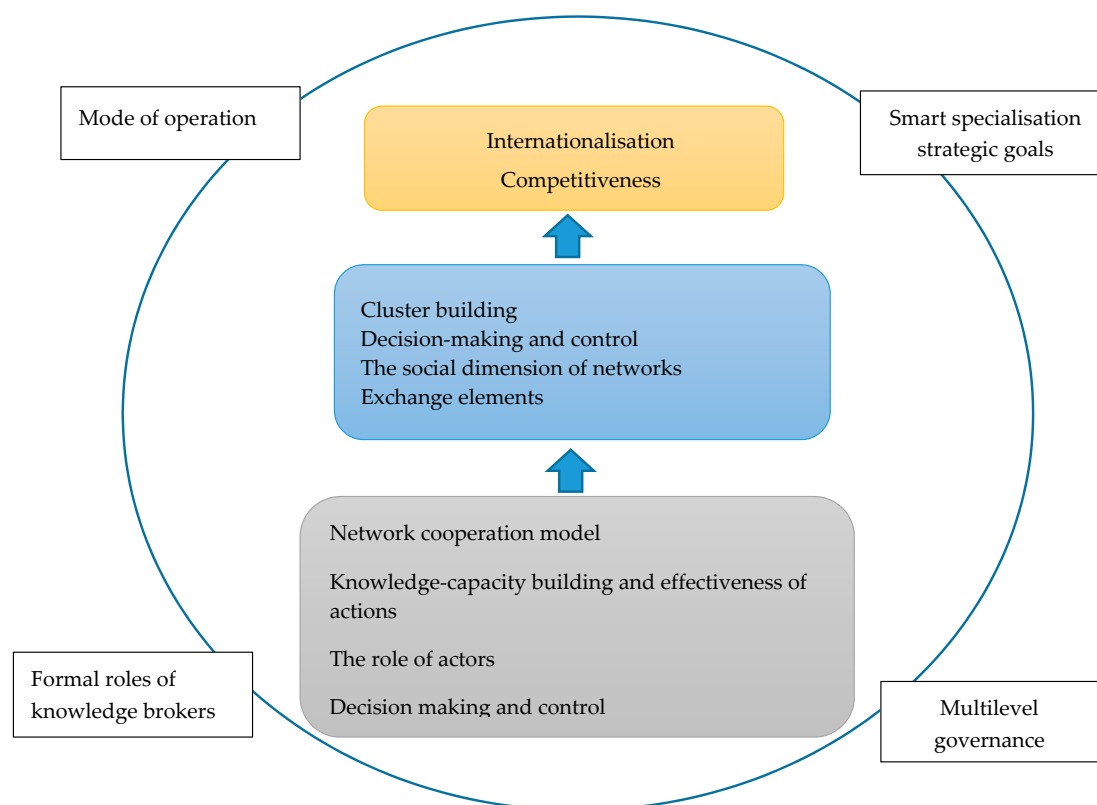 Mode of operation
Smart specialisation
strategic goals
Internationalisation
Competitiveness
Cluster building
Decision-making and control
The social dimension of networks
Exchange elements
Network cooperation model
Knowledge-capacity building and effectiveness of
actions
The role of actors
Decision making and control
Formal roles of
knowledge brokers
Multilevel
governance